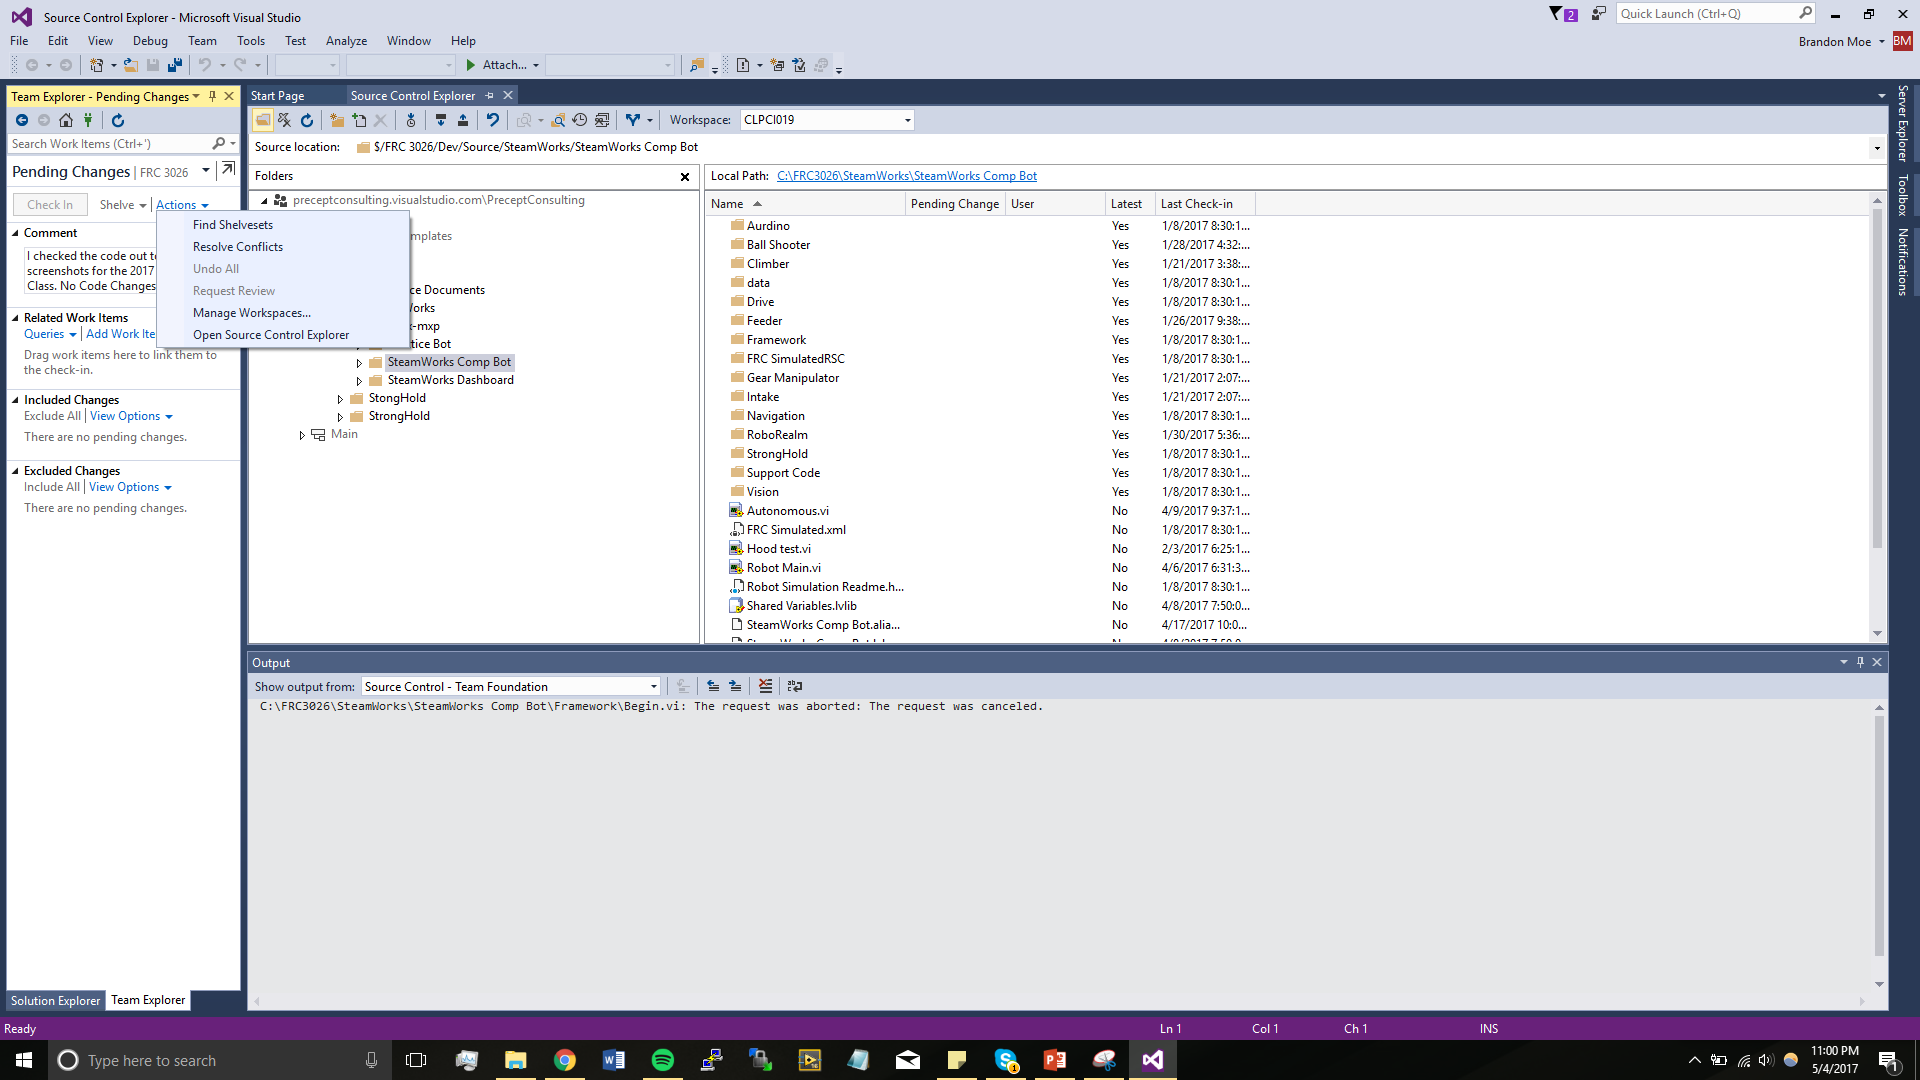 Source Control Explorer - Microsoft Visual Studio
2
Quick Launch (Ctrl+Q)
File Edit View Debug Team Tools Test Analyze Window Help
Brandon Moe BM
Attach...
Team Explorer - Pending Changes
Start Page Source Control Explorer
Workspace: CLPCI019
Search Work Items (Ctrl+')
Source location: $/FRC 3026/Dev/Source/SteamWorks/SteamWorks Comp Bot
Pending Changes | FRC 3026
Check In Shelve Actions
Find Shelvesets
Resolve Conflicts
Undo All
Request Review
Manage Workspaces...
Open Source Control Explorer
Comment
I checked the code out to
screenshots for the 2017
Class. No Code Changes
Related Work Items
Queries Add Work Ite
Drag work items here to link them to
the check-in.
Included Changes
Exclude All View Options
There are no pending changes.
Excluded Changes
Include All View Options
There are no pending changes.
Solution Explorer Team Explorer
Folders
preceptconsulting.visualstudio.com\PreceptConsulting
mplates
ce Documents
orks
x-mxp
tice Bot
SteamWorks Comp Bot
SteamWorks Dashboard
StongHold
StrongHold
Main
Local Path: C:\FRC3026\SteamWorks\SteamWorks Comp Bot
Name Pending Change User Latest Last Check-in
Aurdino Yes 1/8/2017 8:30:1...
Ball Shooter Yes 1/28/2017 4:32:...
Climber Yes 1/21/2017 3:38:...
data Yes 1/8/2017 8:30:1...
Drive Yes 1/8/2017 8:30:1...
Feeder Yes 1/26/2017 9:38:...
Framework Yes 1/8/2017 8:30:1...
FRC SimulatedRSC Yes 1/8/2017 8:30:1...
Gear Manipulator Yes 1/21/2017 2:07:...
Intake Yes 1/21/2017 2:07:...
Navigation Yes 1/8/2017 8:30:1...
RoboRealm Yes 1/30/2017 5:36:...
StrongHold Yes 1/8/2017 8:30:1...
Support Code Yes 1/8/2017 8:30:1...
Vision Yes 1/8/2017 8:30:1...
Autonomous.vi No 4/9/2017 9:37:1...
FRC Simulated.xml No 1/8/2017 8:30:1...
Hood test.vi No 2/3/2017 6:25:1...
Robot Main.vi No 4/6/2017 6:31:3...
Robot Simulation Readme.h... No 1/8/2017 8:30:1...
Shared Variables.lvlib No 4/8/2017 7:50:0...
SteamWorks Comp Bot.alia... No 4/17/2017 10:0...
Server Explorer
Toolbox
Notifications
Output
Show output from: Source Control - Team Foundation
C:\FRC3026\SteamWorks\SteamWorks Comp Bot\Framework\Begin.vi: The request was aborted: The request was canceled.
Ready Ln 1 Col 1 Ch 1 INS
Type here to search
11:00 PM
5/4/2017
1